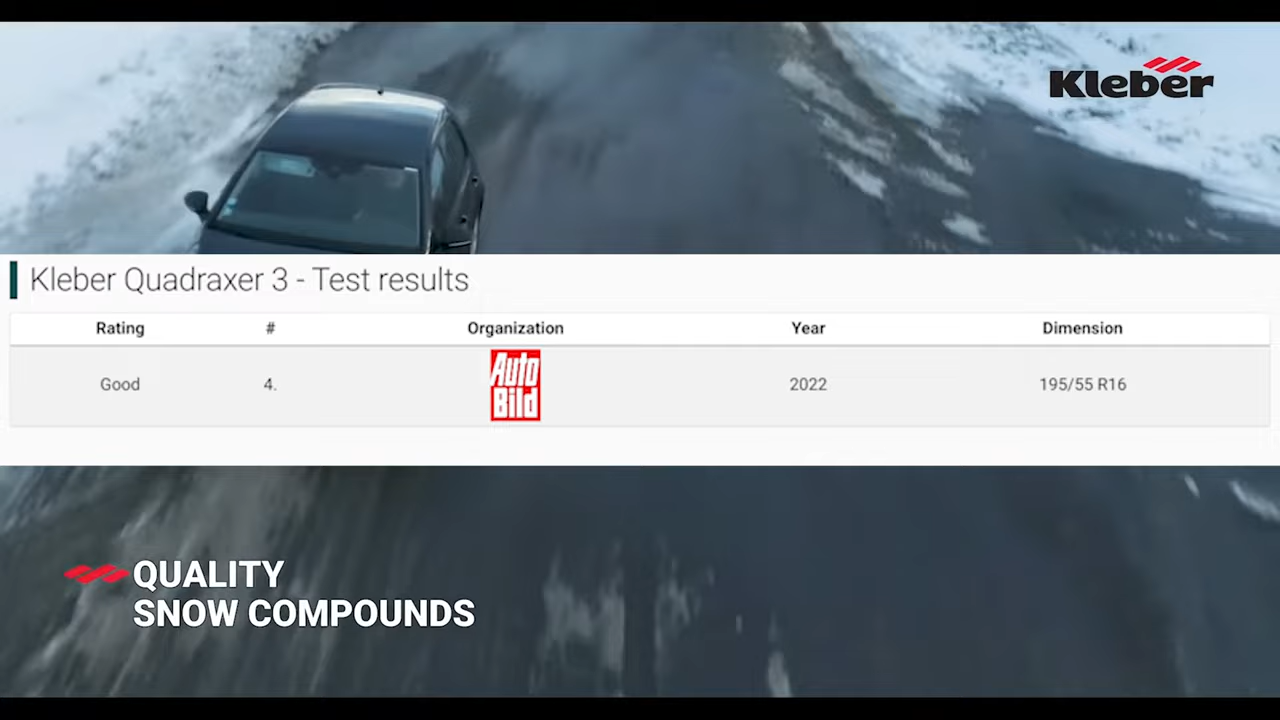 Kleber
Kleber Quadraxer 3 - Test results
Rating # Organization Year Dimension
Good 4. Auto Bild 2022 195/55 R16
QUALITY
SNOW COMPOUNDS